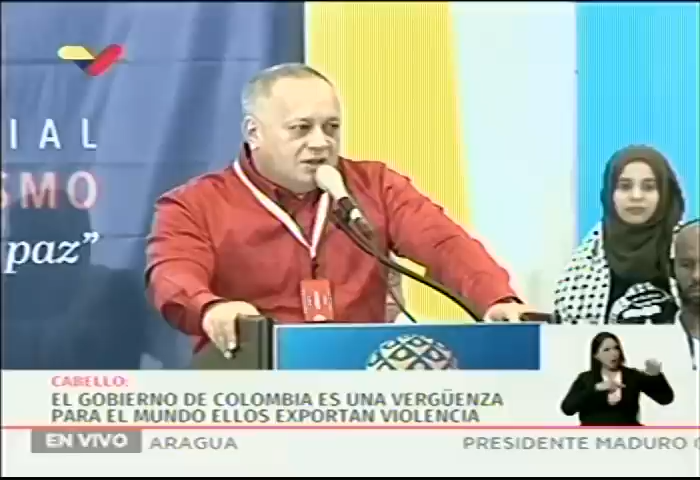 IAL
SMO
paz”
CABELLO:
EL GOBIERNO DE COLOMBIA ES UNA VERGÜENZA
PARA EL MUNDO ELLOS EXPORTAN VIOLENCIA
EN VIVO ARAGUA PRESIDENTE MADURO